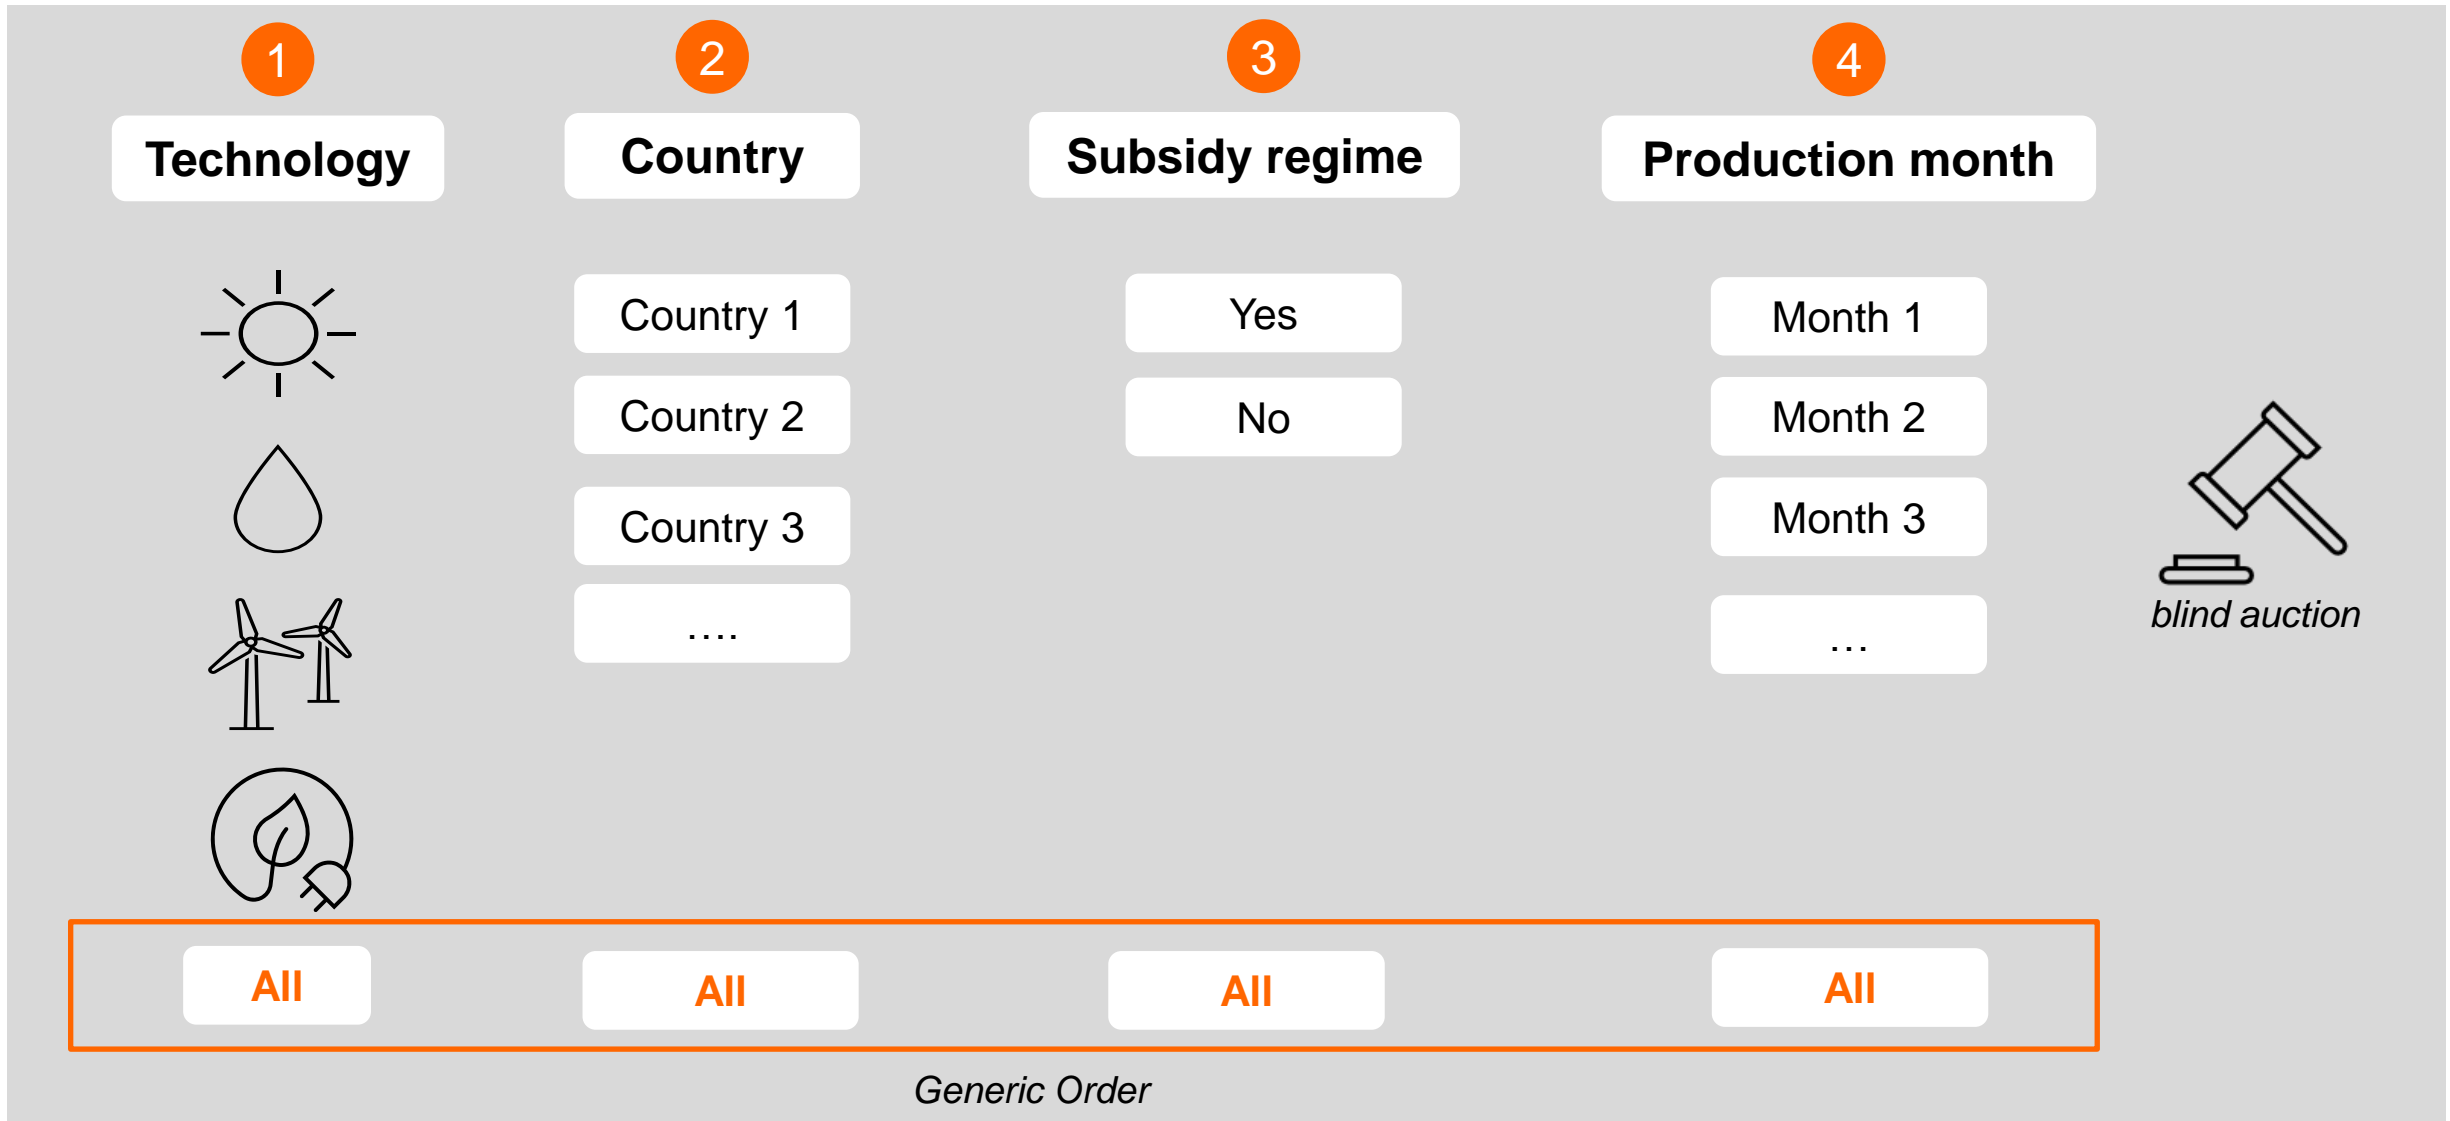 1
2
3
4
Technology
Country
Subsidy regime
Production month
Country 1
Yes
Month 1
Country 2
No
Month 2
Country 3
Month 3
....
...
blind auction
All
All
All
All
Generic Order